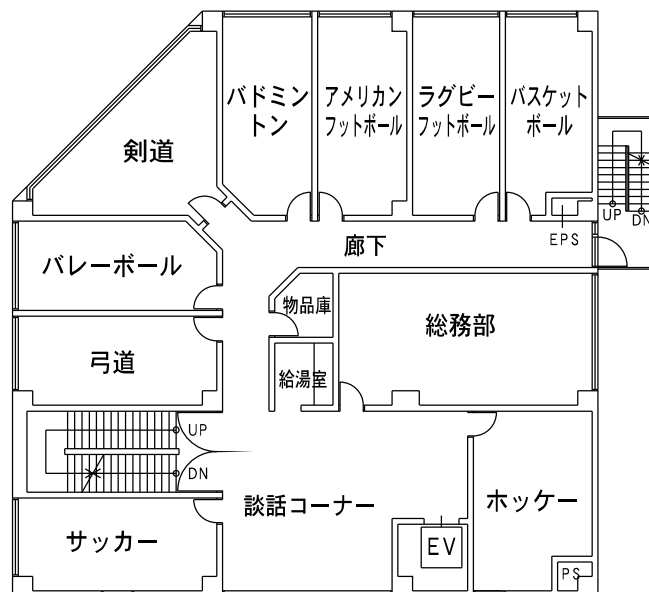 バドミン
トン
アメリカン
フットボール
ラグビー
フットボール
バスケット
ボール
剣道
UP
DN
EPS
廊下
バレーボール
物品庫
総務部
弓道
給湯室
UP
DN
談話コーナー
ホッケー
サッカー
EV
PS